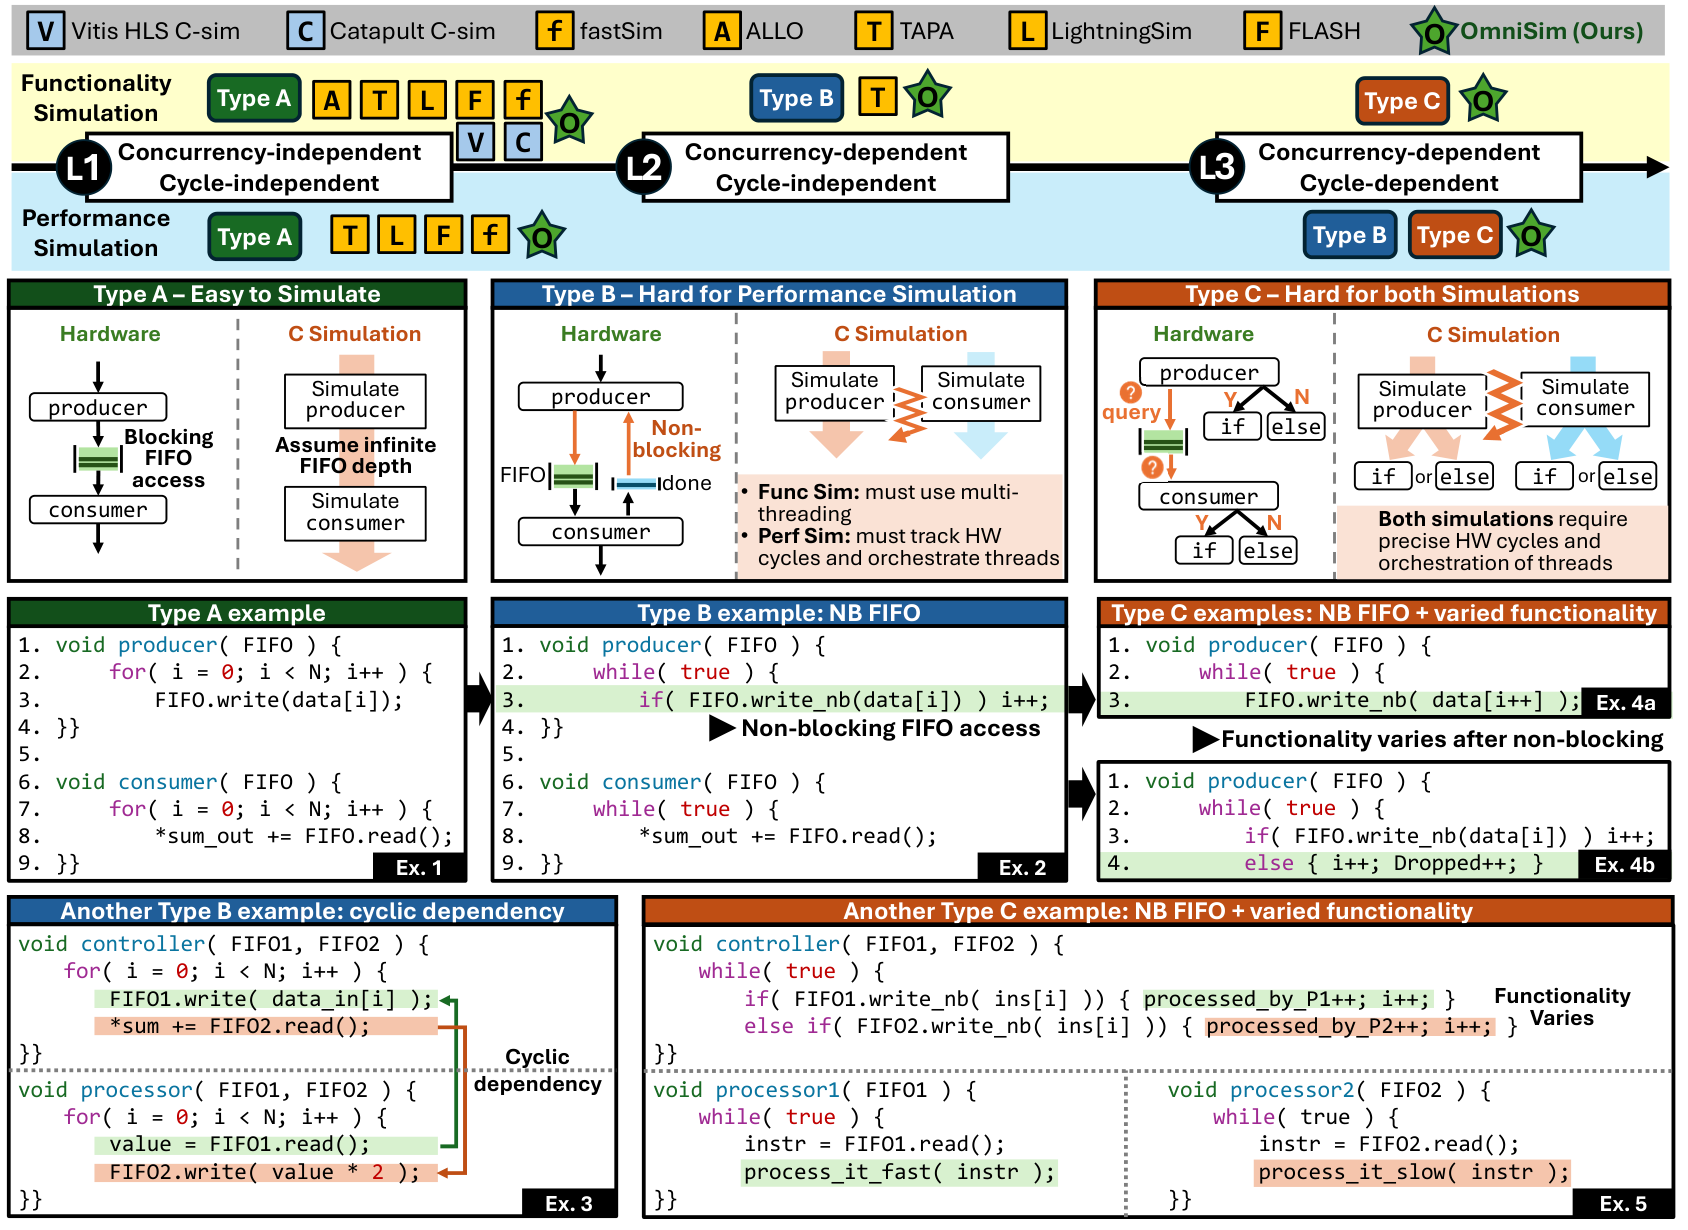 V Vitis HLS C-sim C Catapult C-sim f fastSim A ALLO T TAPA L LightningSim F FLASH O OmniSim (Ours)
Functionality
Simulation
Type A A T L F f O
V C
Type B T O
Type C O
L1 Concurrency-independent
Cycle-independent
L2 Concurrency-dependent
Cycle-independent
L3 Concurrency-dependent
Cycle-dependent
Performance
Simulation
Type A T L F f O
Type B Type C O
Type A – Easy to Simulate
Hardware
producer
Blocking
FIFO
access
consumer
C Simulation
Simulate
producer
Assume infinite
FIFO depth
Simulate
consumer
Type B – Hard for Performance Simulation
Hardware
producer
Non-
blocking
FIFO
done
consumer
C Simulation
Simulate
producer
Simulate
consumer
• Func Sim: must use multi-
threading
• Perf Sim: must track HW
cycles and orchestrate threads
Type C – Hard for both Simulations
Hardware
producer
?
query
Y N
if else
?
consumer
Y N
if else
C Simulation
Simulate
producer
Simulate
consumer
if or else
if or else
Both simulations require
precise HW cycles and
orchestration of threads
Type A example
1. void producer( FIFO ) {
2. for( i = 0; i < N; i++ ) {
3. FIFO.write(data[i]);
4. }}
5.
6. void consumer( FIFO ) {
7. for( i = 0; i < N; i++ ) {
8. *sum_out += FIFO.read();
9. }}
Ex. 1
Type B example: NB FIFO
1. void producer( FIFO ) {
2. while( true ) {
3. if( FIFO.write_nb(data[i]) ) i++;
4. }}
Non-blocking FIFO access
5.
6. void consumer( FIFO ) {
7. while( true ) {
8. *sum_out += FIFO.read();
9. }}
Ex. 2
Type C examples: NB FIFO + varied functionality
1. void producer( FIFO ) {
2. while( true ) {
3. FIFO.write_nb( data[i++] );
Ex. 4a
Functionality varies after non-blocking
1. void producer( FIFO ) {
2. while( true ) {
3. if( FIFO.write_nb(data[i]) ) i++;
4. else { i++; Dropped++; }
Ex. 4b
Another Type B example: cyclic dependency
void controller( FIFO1, FIFO2 ) {
for( i = 0; i < N; i++ ) {
FIFO1.write( data_in[i] );
*sum += FIFO2.read();
}}
Cyclic
dependency
void processor( FIFO1, FIFO2 ) {
for( i = 0; i < N; i++ ) {
value = FIFO1.read();
FIFO2.write( value * 2 );
}}
Ex. 3
Another Type C example: NB FIFO + varied functionality
void controller( FIFO1, FIFO2 ) {
while( true ) {
if( FIFO1.write_nb( ins[i] )) { processed_by_P1++; i++; }
else if( FIFO2.write_nb( ins[i] )) { processed_by_P2++; i++; }
}}
Functionality
Varies
void processor1( FIFO1 ) {
while( true ) {
instr = FIFO1.read();
process_it_fast( instr );
}}
void processor2( FIFO2 ) {
while( true ) {
instr = FIFO2.read();
process_it_slow( instr );
}}
Ex. 5